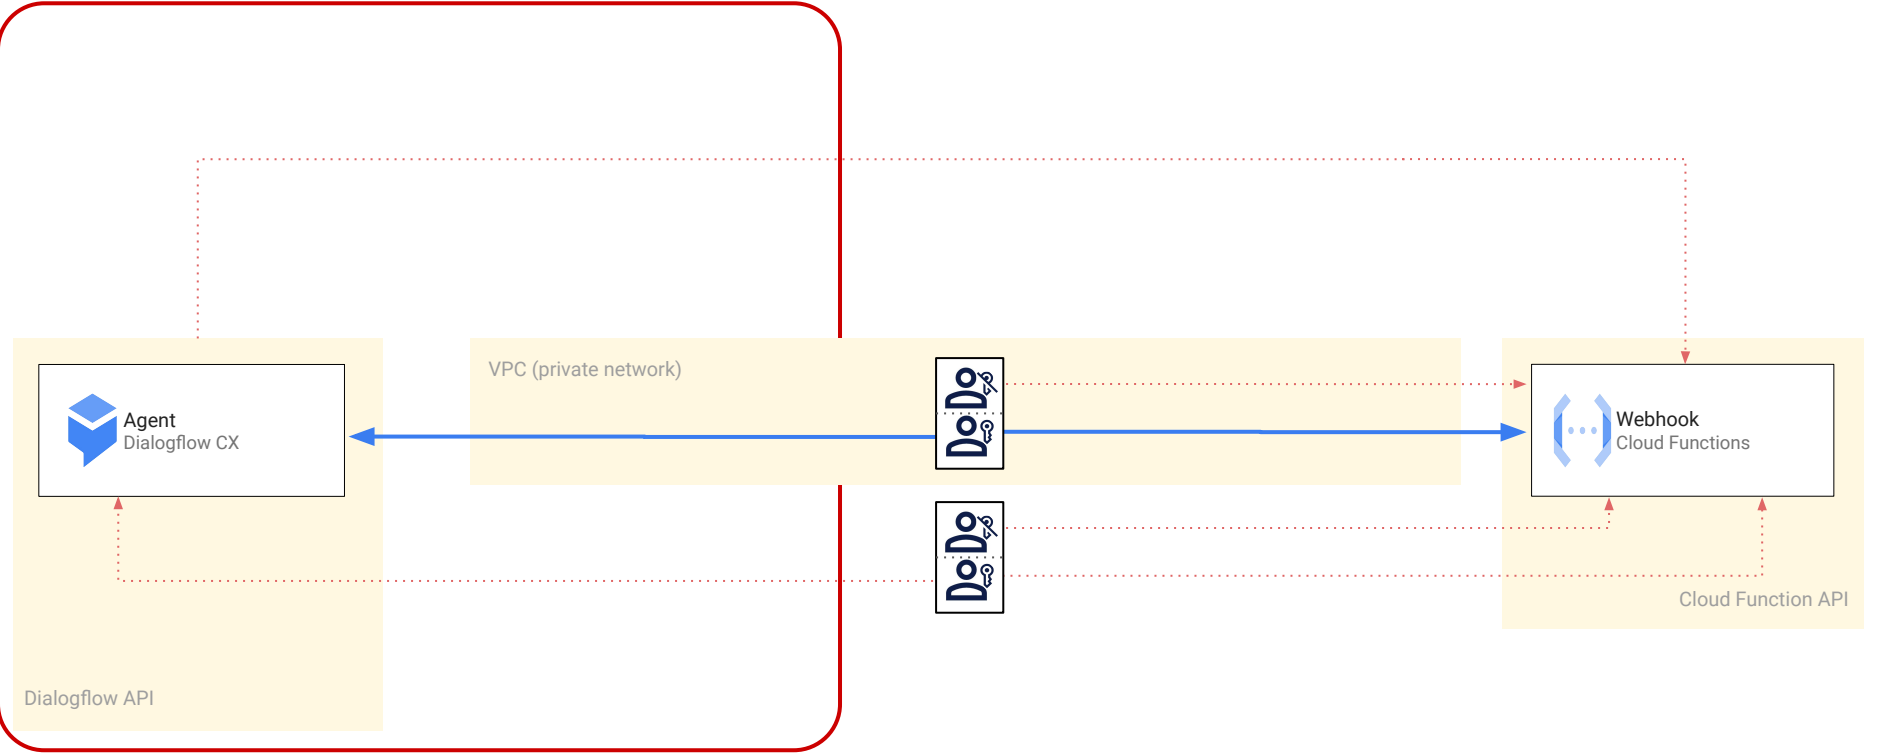 VPC (private network)
Agent
Dialogflow CX
Webhook
Cloud Functions
Cloud Function API
Dialogflow API